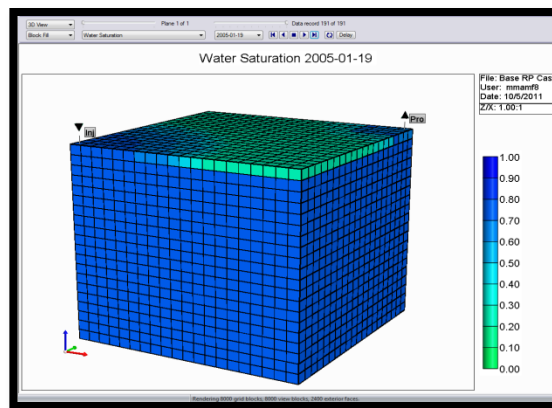 3D View
Plane 1 of 1
Data record 191 of 191
Block Fill
Water Saturation
2005-01-19
Delay
Water Saturation 2005-01-19
File: Base RP Cas
User: mmamf8
Date: 10/5/2011
Z/X: 1.00:1
Inj
Pro
1.00
0.90
0.80
0.70
0.60
0.50
0.40
0.30
0.20
0.10
0.00
Rendering 8000 grid blocks, 8000 view blocks, 2400 exterior faces.